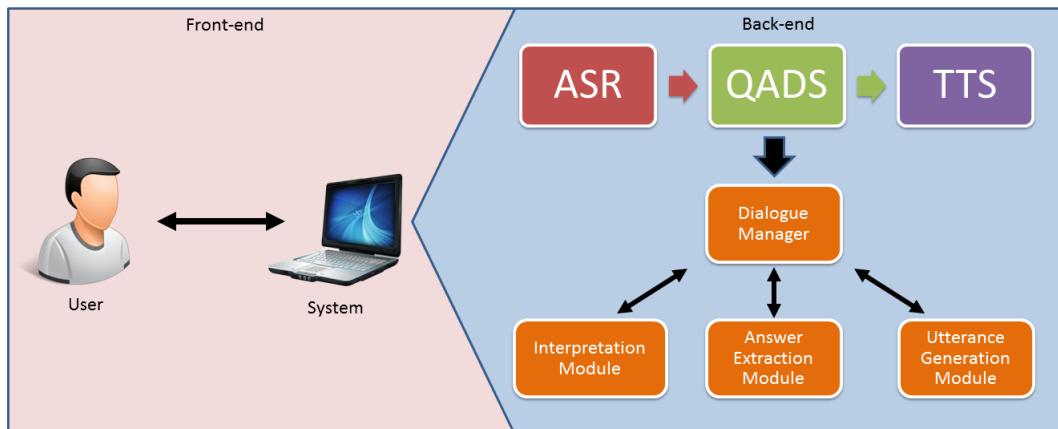 Front-end
Back-end
ASR
QADS
TTS
Dialogue
Manager
User
System
Interpretation
Module
Answer
Extraction
Module
Utterance
Generation
Module